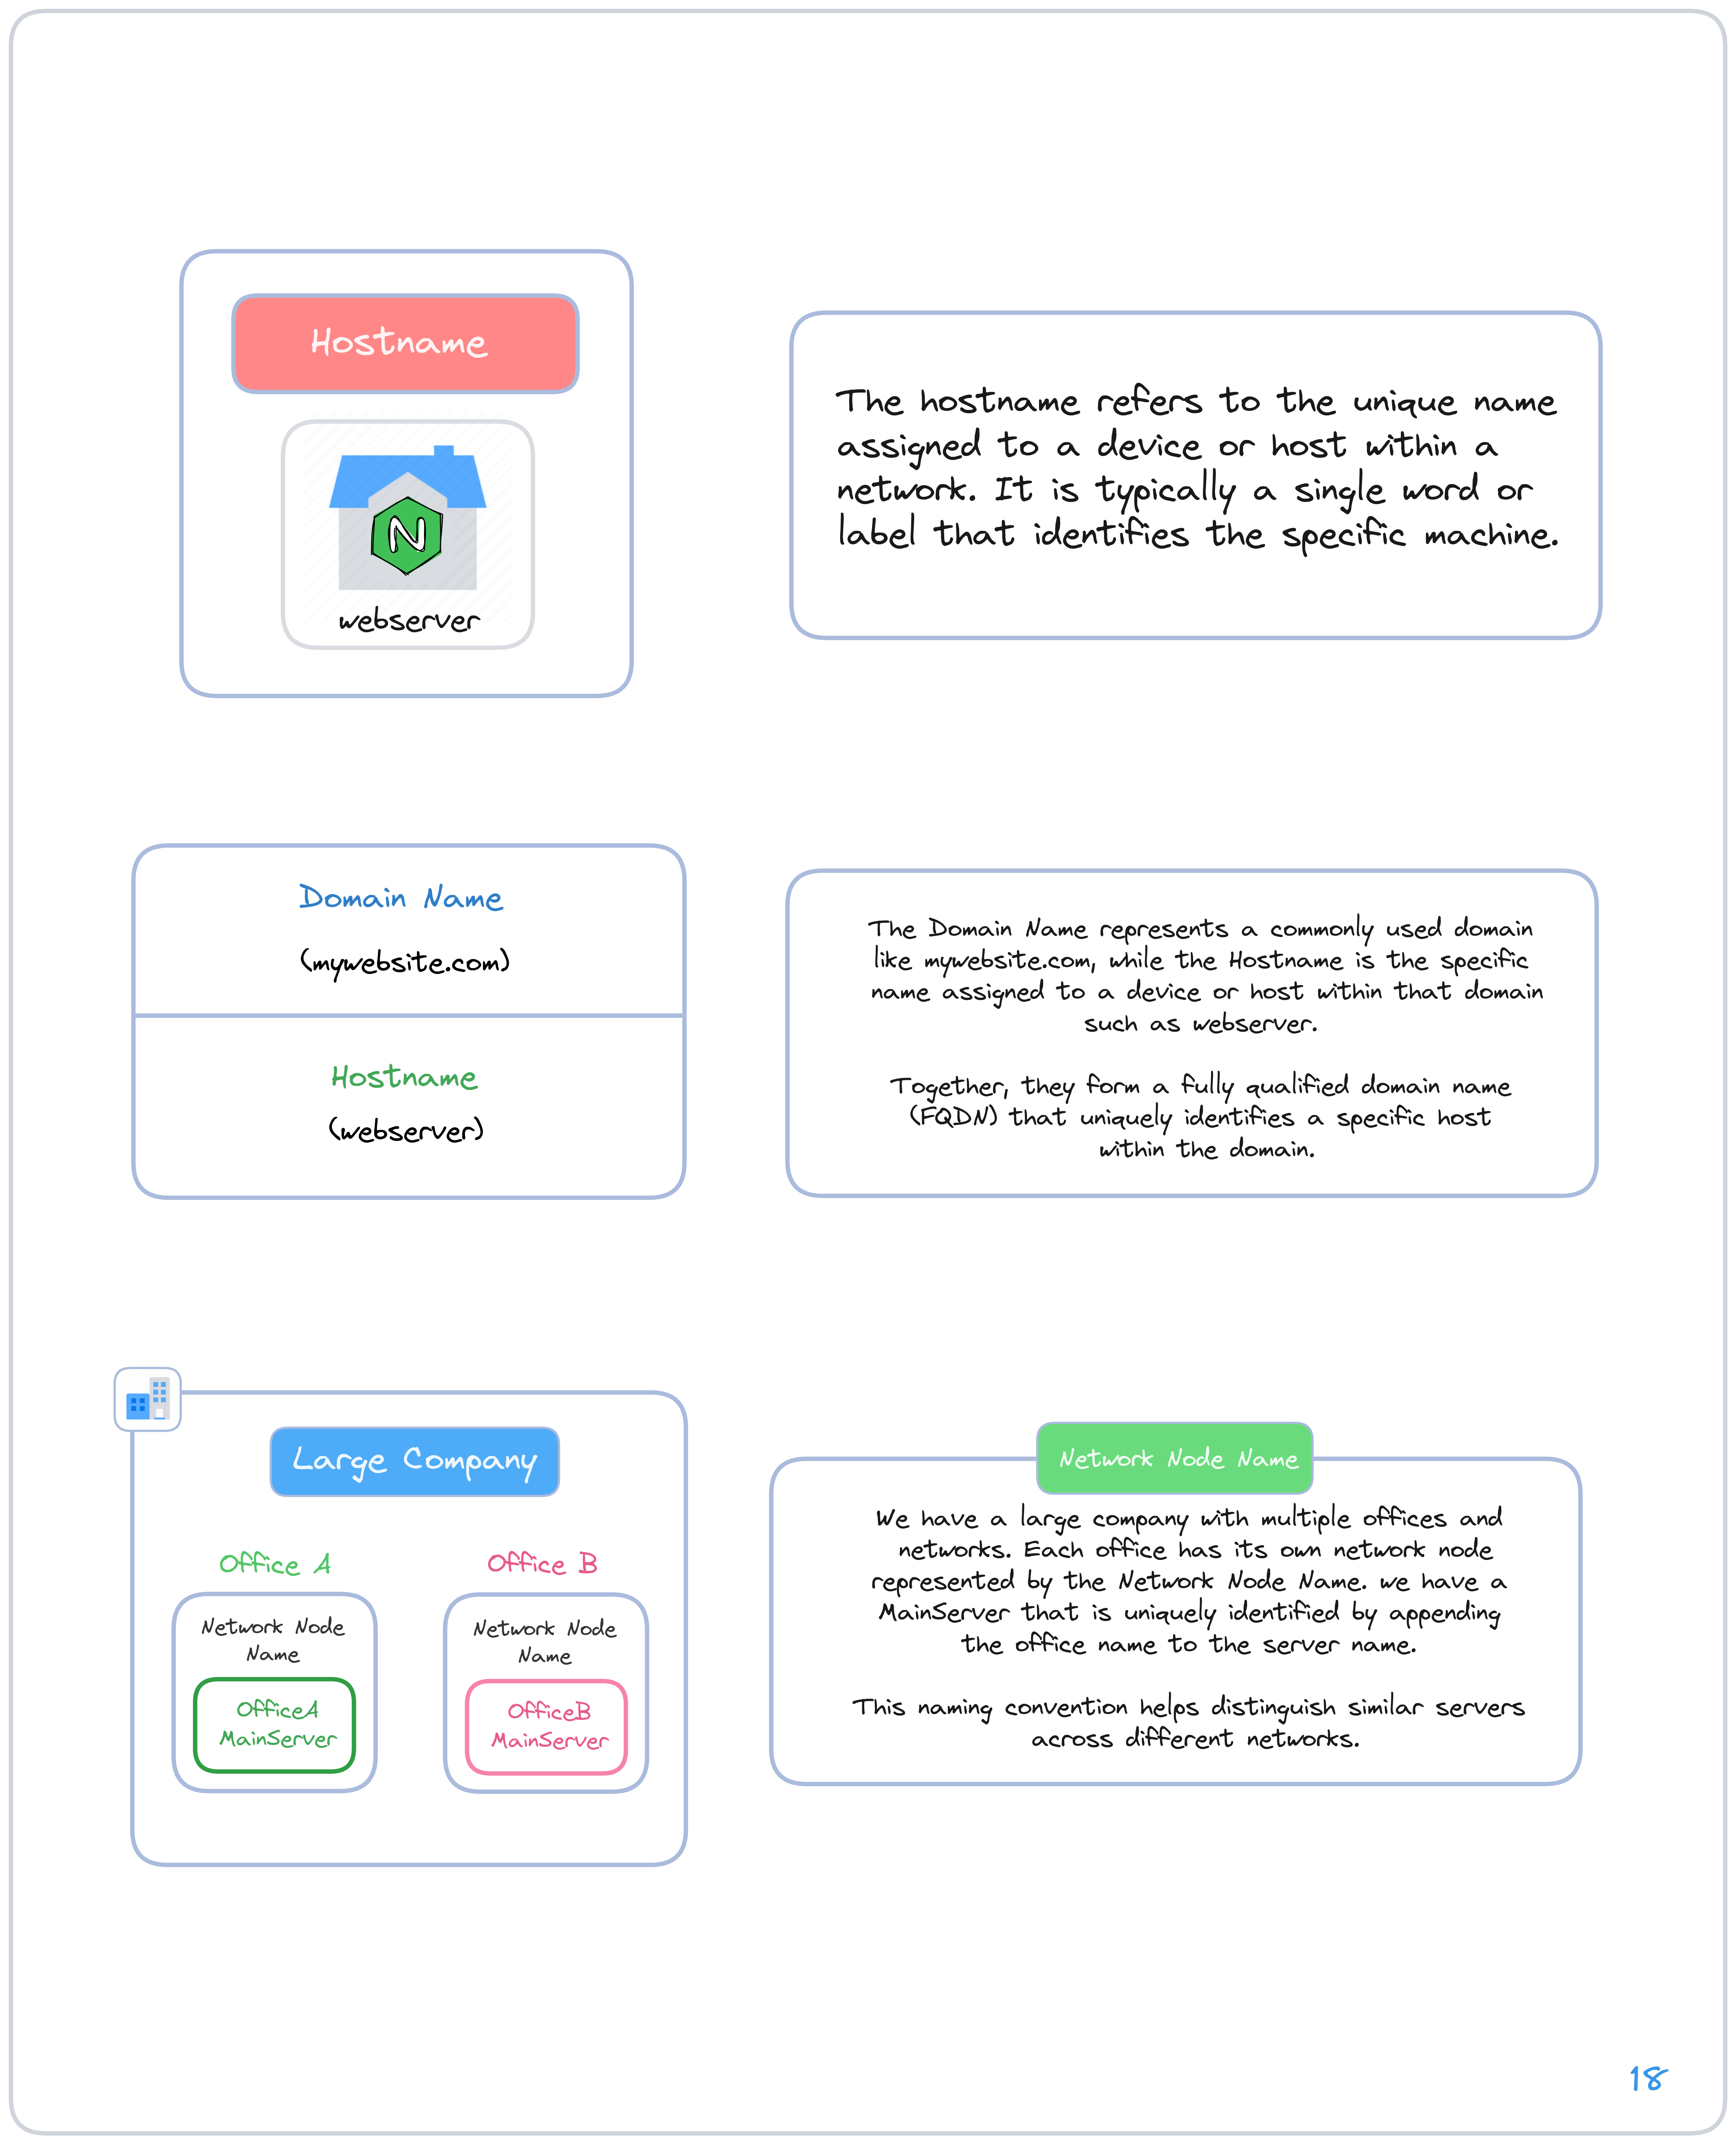 Hostname
N
webserver
The hostname refers to the unique name
assigned to a device or host within a
network. It is typically a single word or
label that identifies the specific machine.
Domain Name
(mywebsite.com)
Hostname
(webserver)
The Domain Name represents a commonly used domain
like mywebsite.com, while the Hostname is the specific
name assigned to a device or host within that domain
such as webserver.
Together, they form a fully qualified domain name
(FQDN) that uniquely identifies a specific host
within the domain.
Large Company
Office A
Network Node
Name
OfficeA
MainServer
Office B
Network Node
Name
OfficeB
MainServer
Network Node Name
We have a large company with multiple offices and
networks. Each office has its own network node
represented by the Network Node Name. we have a
MainServer that is uniquely identified by appending
the office name to the server name.
This naming convention helps distinguish similar servers
across different networks.
18